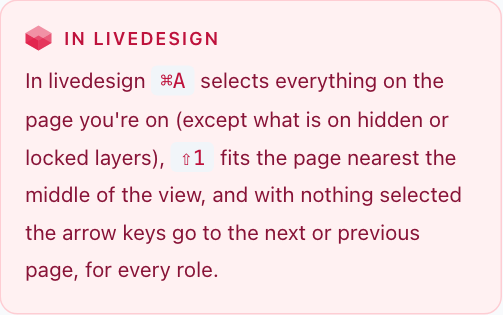 IN LIVEDESIGN
In livedesign ⌘A selects everything on the
page you're on (except what is on hidden or
locked layers), ⇧1 fits the page nearest the
middle of the view, and with nothing selected
the arrow keys go to the next or previous
page, for every role.